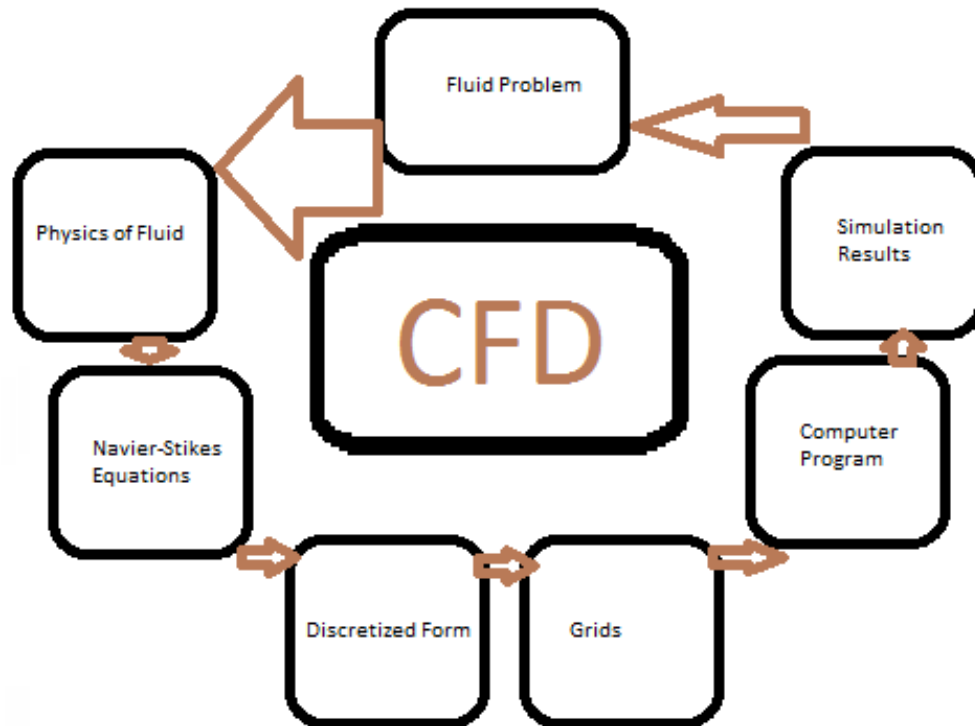 Fluid Problem
Physics of Fluid
Simulation
Results
CFD
Navier-Stikes
Equations
Computer
Program
Discretized Form
Grids